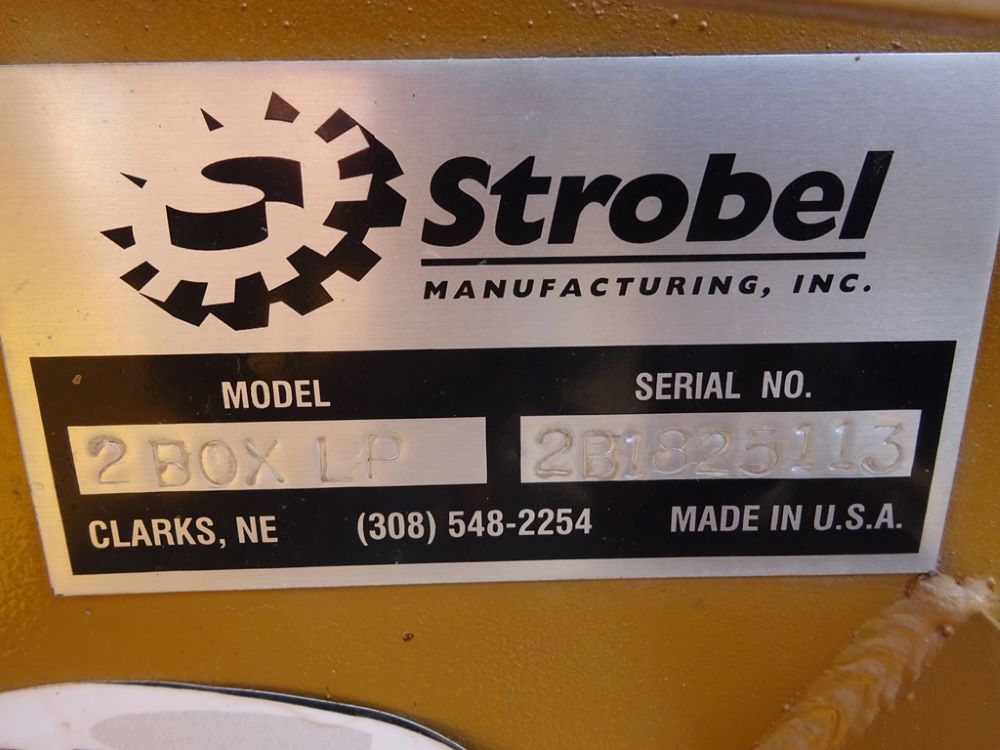 Strobel
MANUFACTURING, INC.
MODEL
SERIAL NO.
2 BOX LP
2B1825113
CLARKS, NE (308) 548-2254 MADE IN U.S.A.